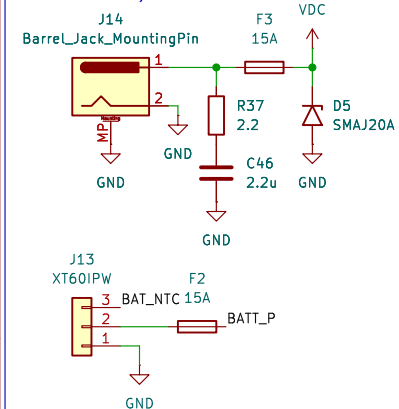 J14
Barrel_Jack_MountingPin
1
2
Mounting
MP
GND
GND
R37
2.2
C46
2.2u
GND
F3
15A
VDC
D5
SMAJ20A
GND
J13
XT60IPW
3
2
1
BAT_NTC
F2
15A
BATT_P
GND